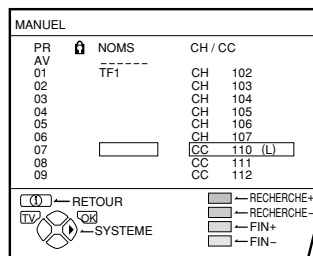 MANUEL
PR NOMS CH / CC
AV ------
01 TF1 CH 102
02 CH 103
03 CH 104
04 CH 105
05 CH 106
06 CH 107
07 CC 110 (L)
08 CC 111
09 CC 112
RETOUR
TV OK
SYSTEME
RECHERCHE+
RECHERCHE−
FIN+
FIN−